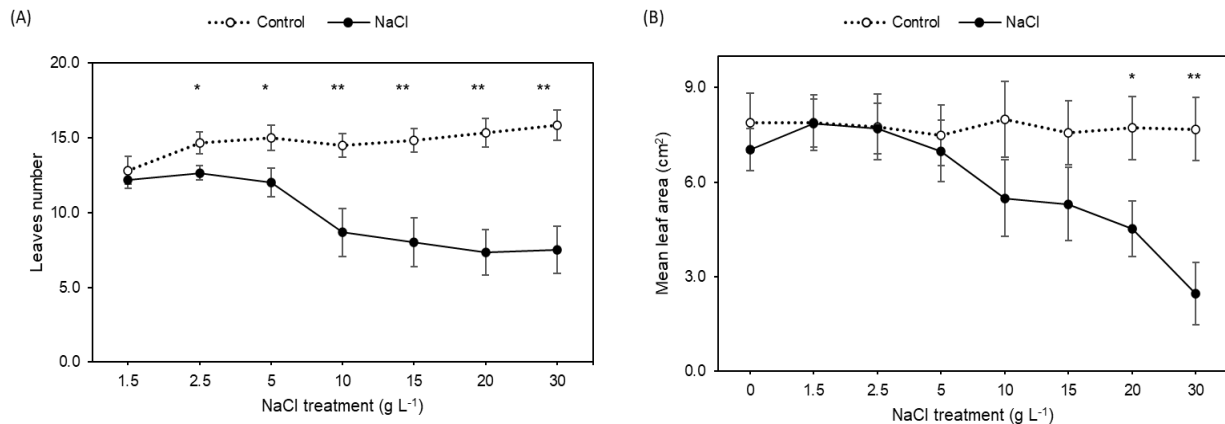 (A)
Control NaCl
20.0
15.0
10.0
5.0
0.0
Leaves number
* * ** ** ** **
1.5 2.5 5 10 15 20 30
NaCl treatment (g L⁻¹)
(B)
Control NaCl
9.0
6.0
3.0
0.0
Mean leaf area (cm²)
* **
0 1.5 2.5 5 10 15 20 30
NaCl treatment (g L⁻¹)